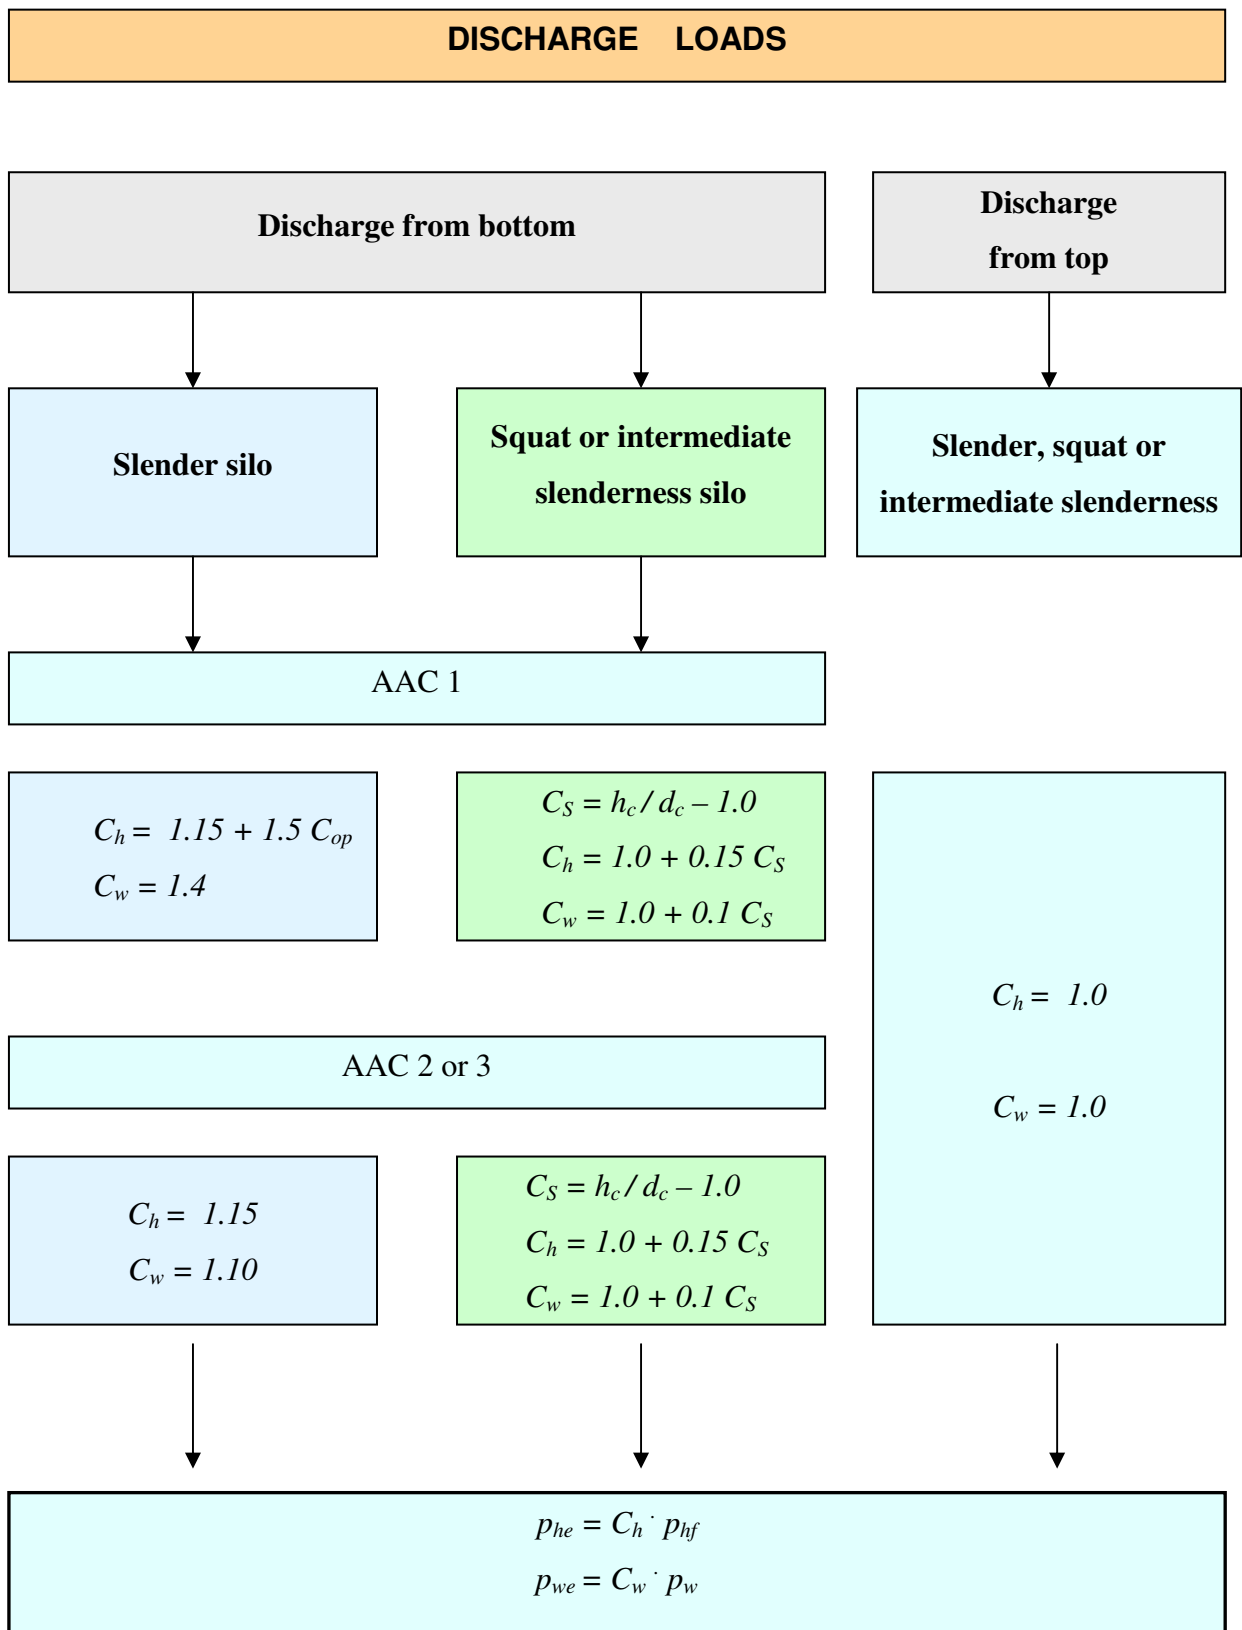 DISCHARGE LOADS
Discharge from bottom
Discharge
from top
Slender silo
Squat or intermediate
slenderness silo
Slender, squat or
intermediate slenderness
AAC 1
C_h = 1.15 + 1.5 C_op
C_w = 1.4
C_S = h_c / d_c – 1.0
C_h = 1.0 + 0.15 C_S
C_w = 1.0 + 0.1 C_S
C_h = 1.0
C_w = 1.0
AAC 2 or 3
C_h = 1.15
C_w = 1.10
C_S = h_c / d_c – 1.0
C_h = 1.0 + 0.15 C_S
C_w = 1.0 + 0.1 C_S
p_he = C_h · p_hf
p_we = C_w · p_w